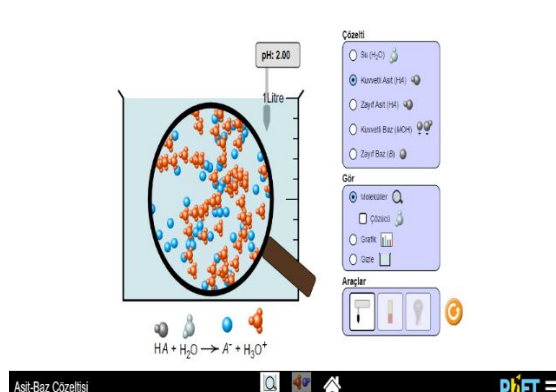 Çözelti
pH: 2.00
Su (H₂O)
Kuvvetli Asit (HA)
1Litre
Zayıf Asit (HA)
Kuvvetli Baz (MOH)
Zayıf Baz (B)
Gör
Moleküller
Çözücü
Grafik
Gizle
Araçlar
HA + H₂O → A⁻ + H₃O⁺
Asit-Baz Çözeltisi
PhET